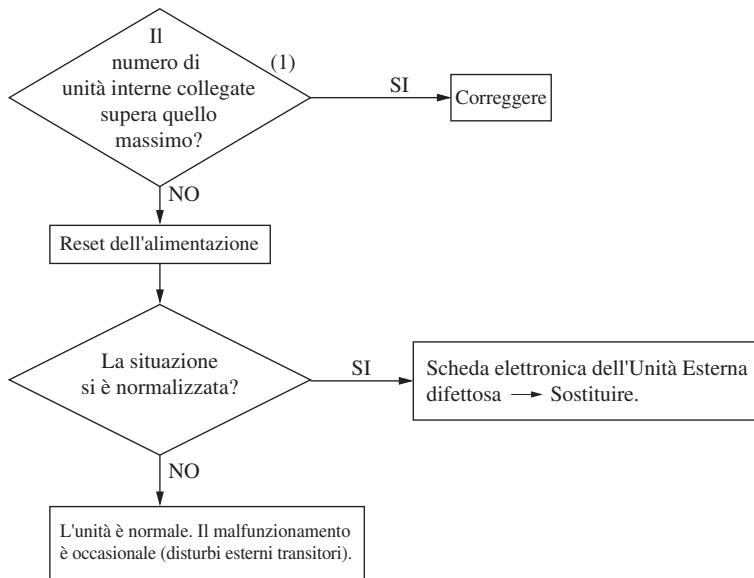 Il
numero di
unità interne collegate
supera quello
massimo?
(1)
SI
Correggere
NO
Reset dell'alimentazione
La situazione
si è normalizzata?
SI
Scheda elettronica dell'Unità Esterna
difettosa → Sostituire.
NO
L'unità è normale. Il malfunzionamento
è occasionale (disturbi esterni transitori).